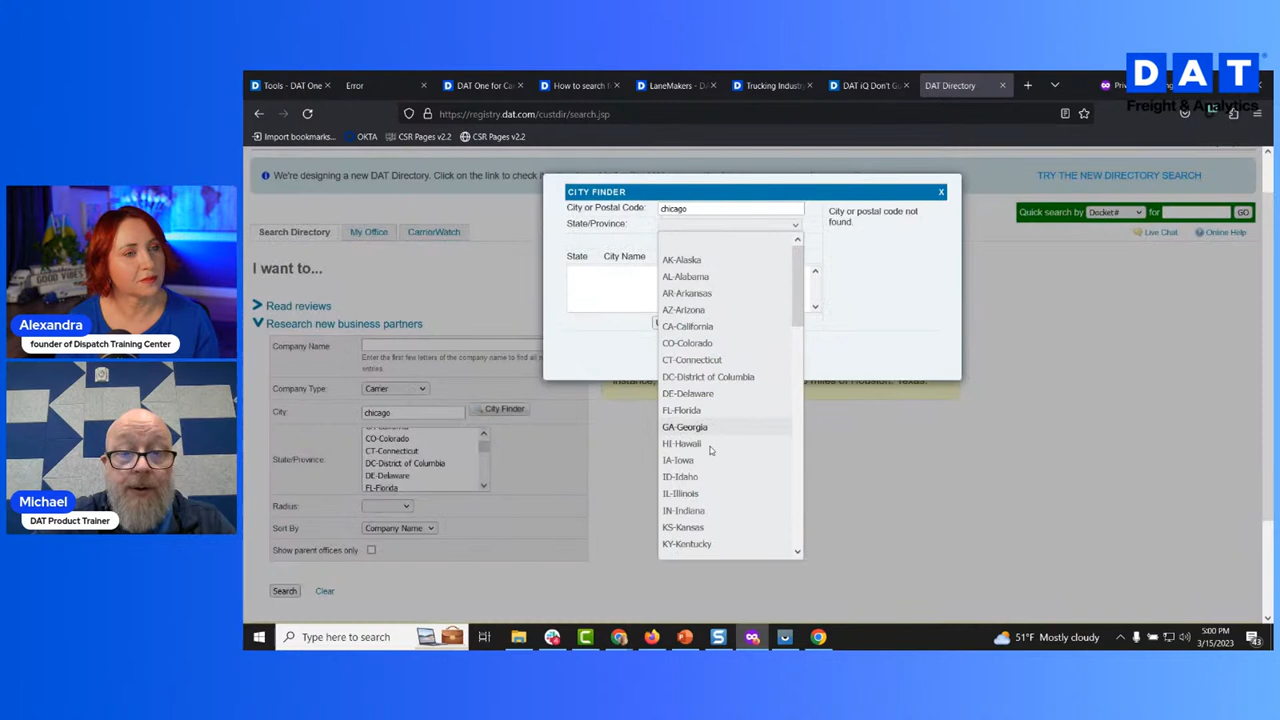 DAT
Freight & Analytics
Tools - DAT One
Error
DAT One for Ca
How to search f
LaneMakers - DA
Trucking Industry
DAT iQ Don't Gu
DAT Directory
https://registry.dat.com/custdir/search.jsp
Import bookmarks...
OKTA
CSR Pages v2.2
CSR Pages v2.2
We're designing a new DAT Directory. Click on the link to check
TRY THE NEW DIRECTORY SEARCH
Quick search by
Docket#
for
GO
Live Chat
Online Help
Search Directory
My Office
CarrierWatch
I want to...
Read reviews
Research new business partners
Company Name
Enter the first few letters of the company name to find all
entries.
Company Type:
Carrier
City:
chicago
City Finder
State/Province:
CO-Colorado
CT-Connecticut
DC-District of Columbia
DE-Delaware
FL-Florida
Radius:
Sort By
Company Name
Show parent offices only
Search
Clear
CITY FINDER
X
City or Postal Code:
chicago
State/Province:
City or postal code not
found.
State
City Name
AK-Alaska
AL-Alabama
AR-Arkansas
AZ-Arizona
CA-California
CO-Colorado
CT-Connecticut
DC-District of Columbia
DE-Delaware
FL-Florida
GA-Georgia
HI-Hawaii
IA-Iowa
ID-Idaho
IL-Illinois
IN-Indiana
KS-Kansas
KY-Kentucky
miles of Houston, Texas.
GOOD VIBES
Alexandra
founder of Dispatch Training Center
Michael
DAT Product Trainer
Type here to search
51°F Mostly cloudy
5:00 PM
3/15/2023
43